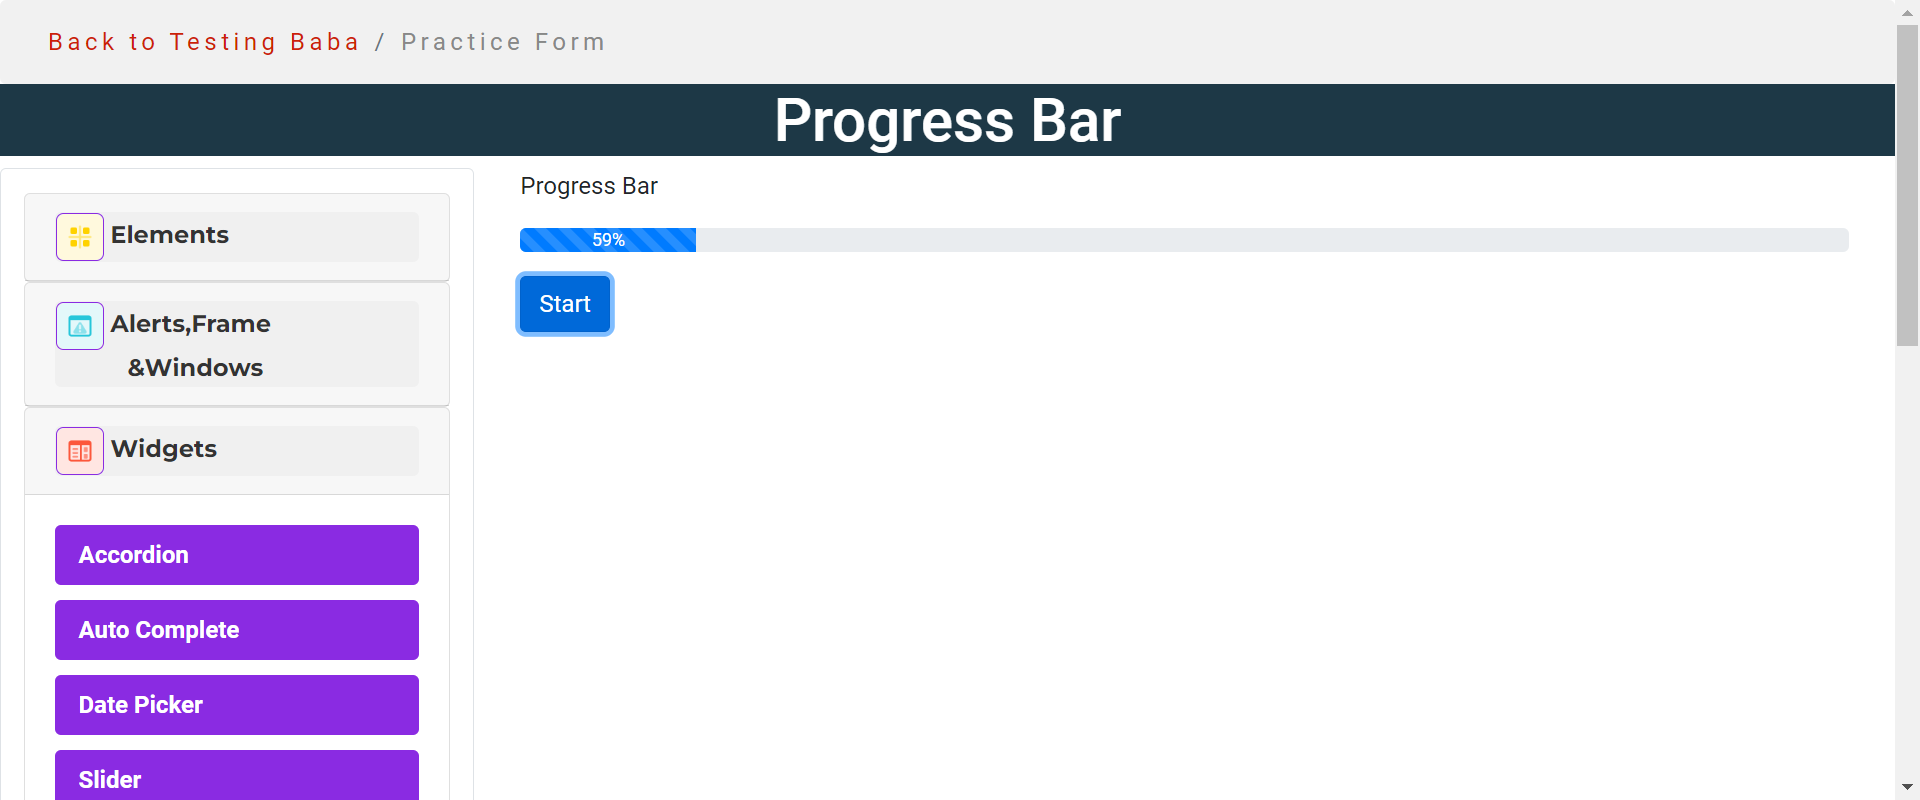 Back to Testing Baba / Practice Form
Progress Bar
Elements
Alerts,Frame
&Windows
Widgets
Accordion
Auto Complete
Date Picker
Slider
Progress Bar
59%
Start